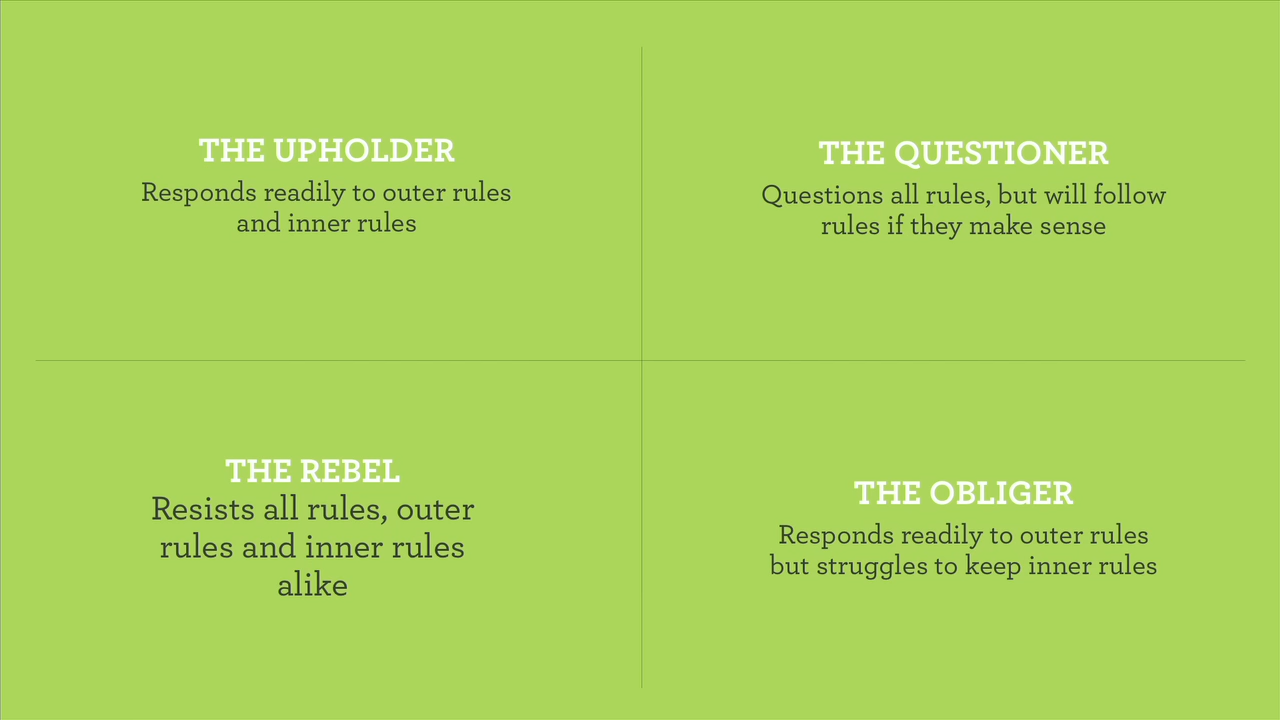 THE UPHOLDER
Responds readily to outer rules
and inner rules
THE QUESTIONER
Questions all rules, but will follow
rules if they make sense
THE REBEL
Resists all rules, outer
rules and inner rules
alike
THE OBLIGER
Responds readily to outer rules
but struggles to keep inner rules